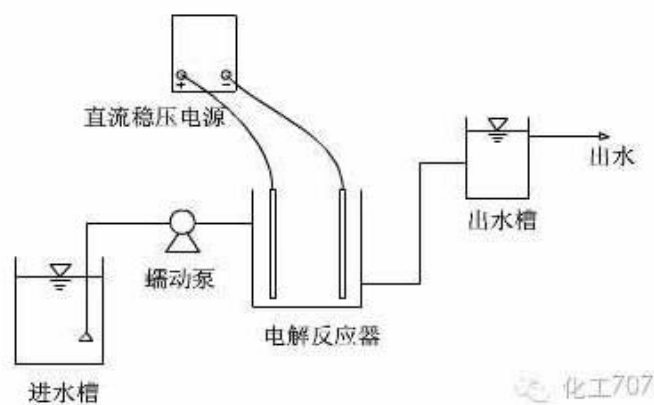 + -
直流稳压电源
出水
出水槽
蠕动泵
电解反应器
进水槽
化工707